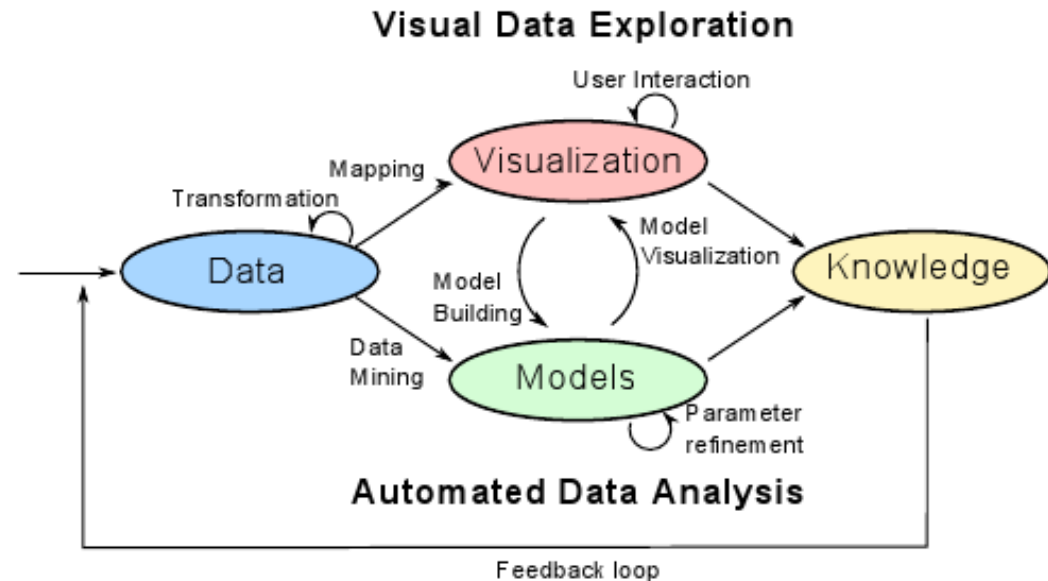 Visual Data Exploration
User Interaction
Visualization
Mapping
Transformation
Data
Model
Visualization
Knowledge
Model
Building
Data
Mining
Models
Parameter
refinement
Automated Data Analysis
Feedback loop